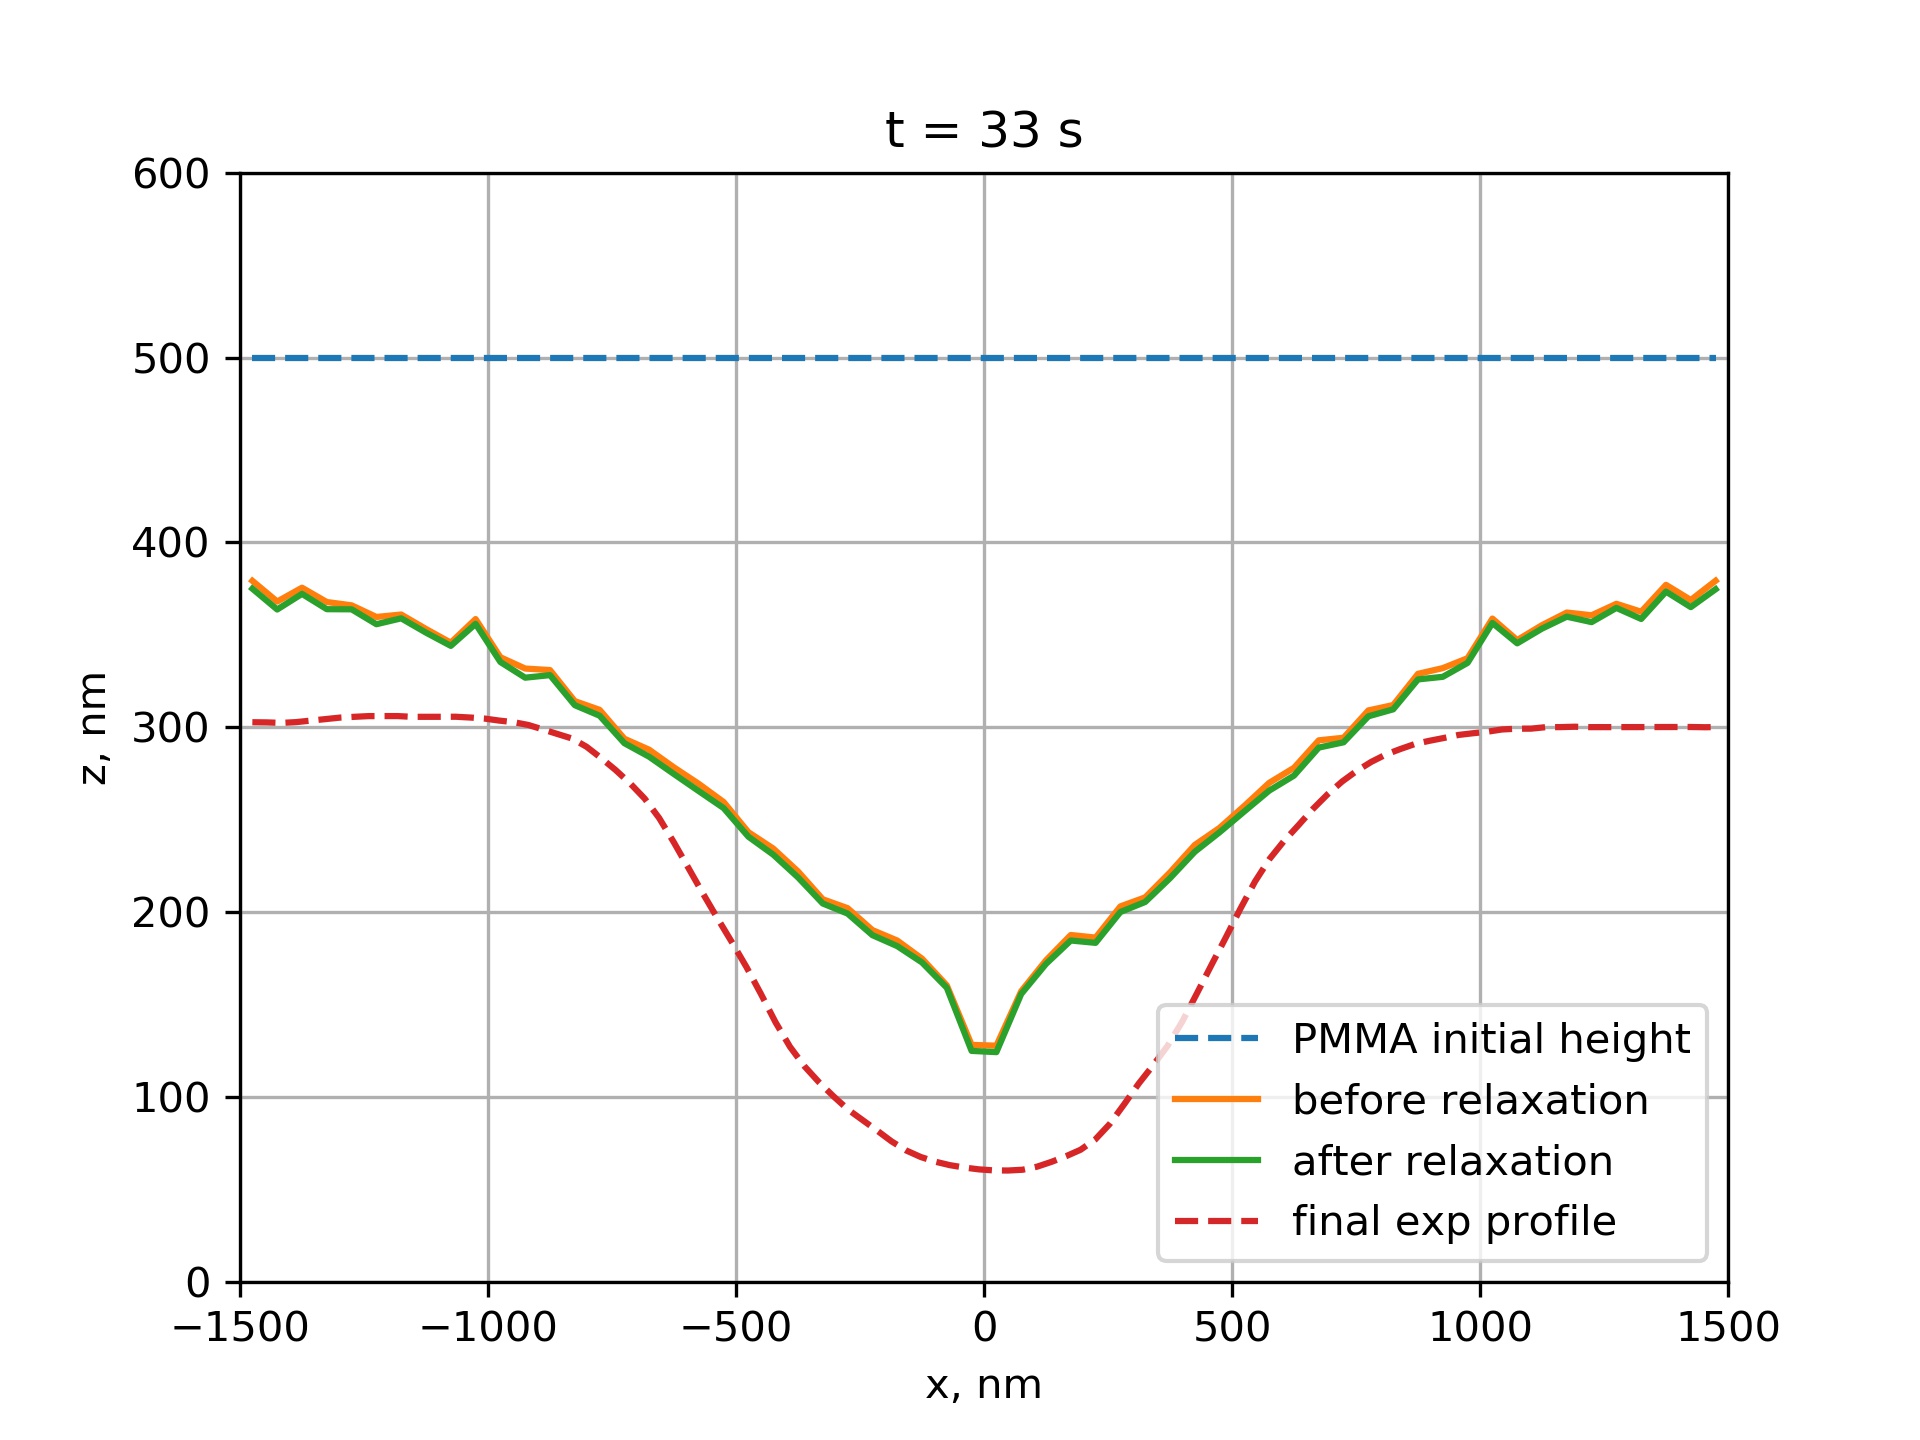 t = 33 s
600
500
400
300
200
100
0
z, nm
−1500 −1000 −500 0 500 1000 1500
x, nm
PMMA initial height
before relaxation
after relaxation
final exp profile